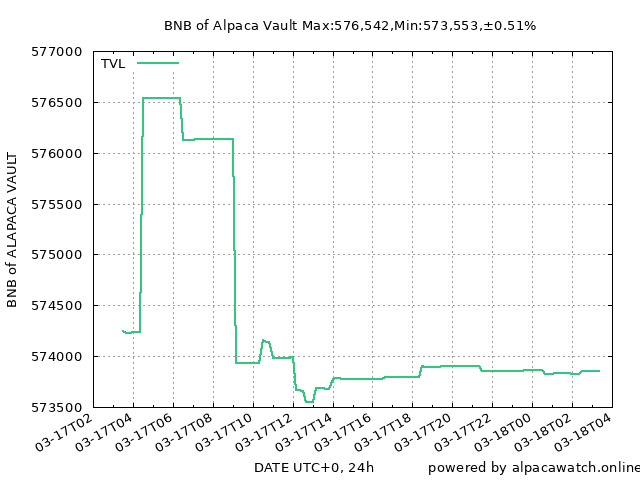 BNB of Alpaca Vault Max:576,542,Min:573,553,±0.51%
TVL
577000
576500
576000
575500
575000
574500
574000
573500
BNB of ALAPACA VAULT
03-17T02
03-17T04
03-17T06
03-17T08
03-17T10
03-17T12
03-17T14
03-17T16
03-17T18
03-17T20
03-17T22
03-18T00
03-18T02
03-18T04
DATE UTC+0, 24h
powered by alpacawatch.online